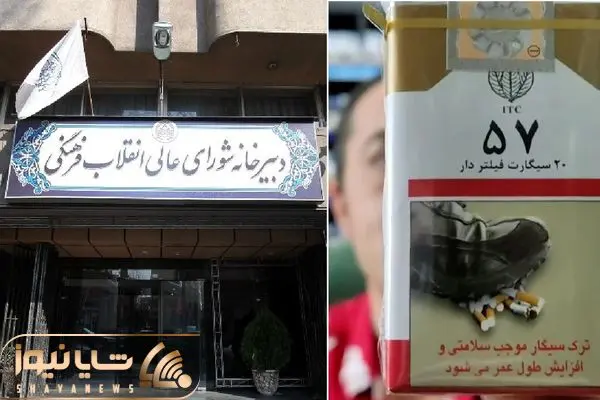 دبیرخانه شورای عالی انقلاب فرهنگی
ITC
۵۷
۲۰ سیگارت فیلتر دار
ترک سیگار موجب سلامتی و
افزایش طول عمر می شود
شایانیوز
SHAYANEWS